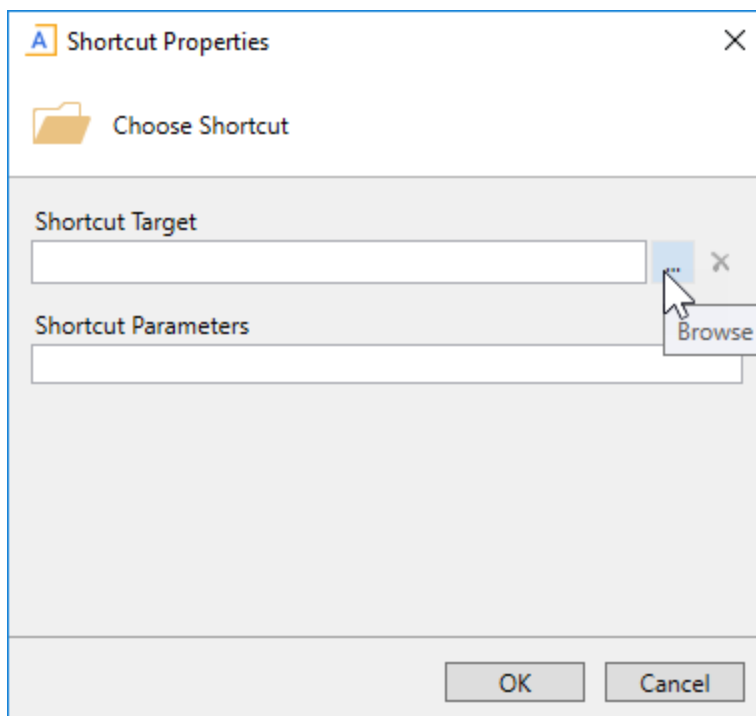 A Shortcut Properties
Choose Shortcut
Shortcut Target
...
Shortcut Parameters
Browse
OK Cancel